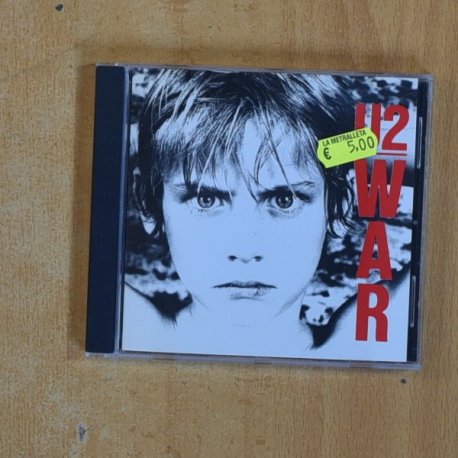 U2
WAR
LA METRALLETA
€ 5,00